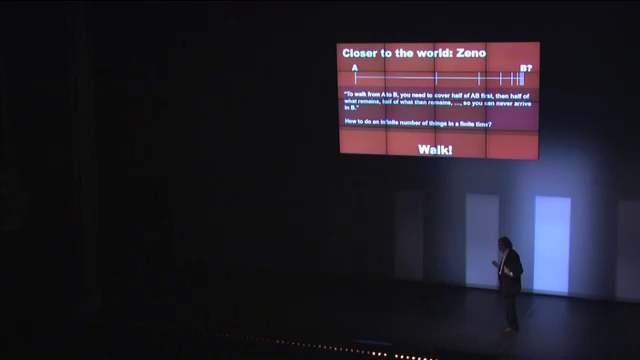 Closer to the world: Zeno
A B?
"To walk from A to B, you need to cover half of AB first, then half of
what remains, half of what then remains, ..., so you can never arrive
in B."
How to do an infinite number of things in a finite time?
Walk!